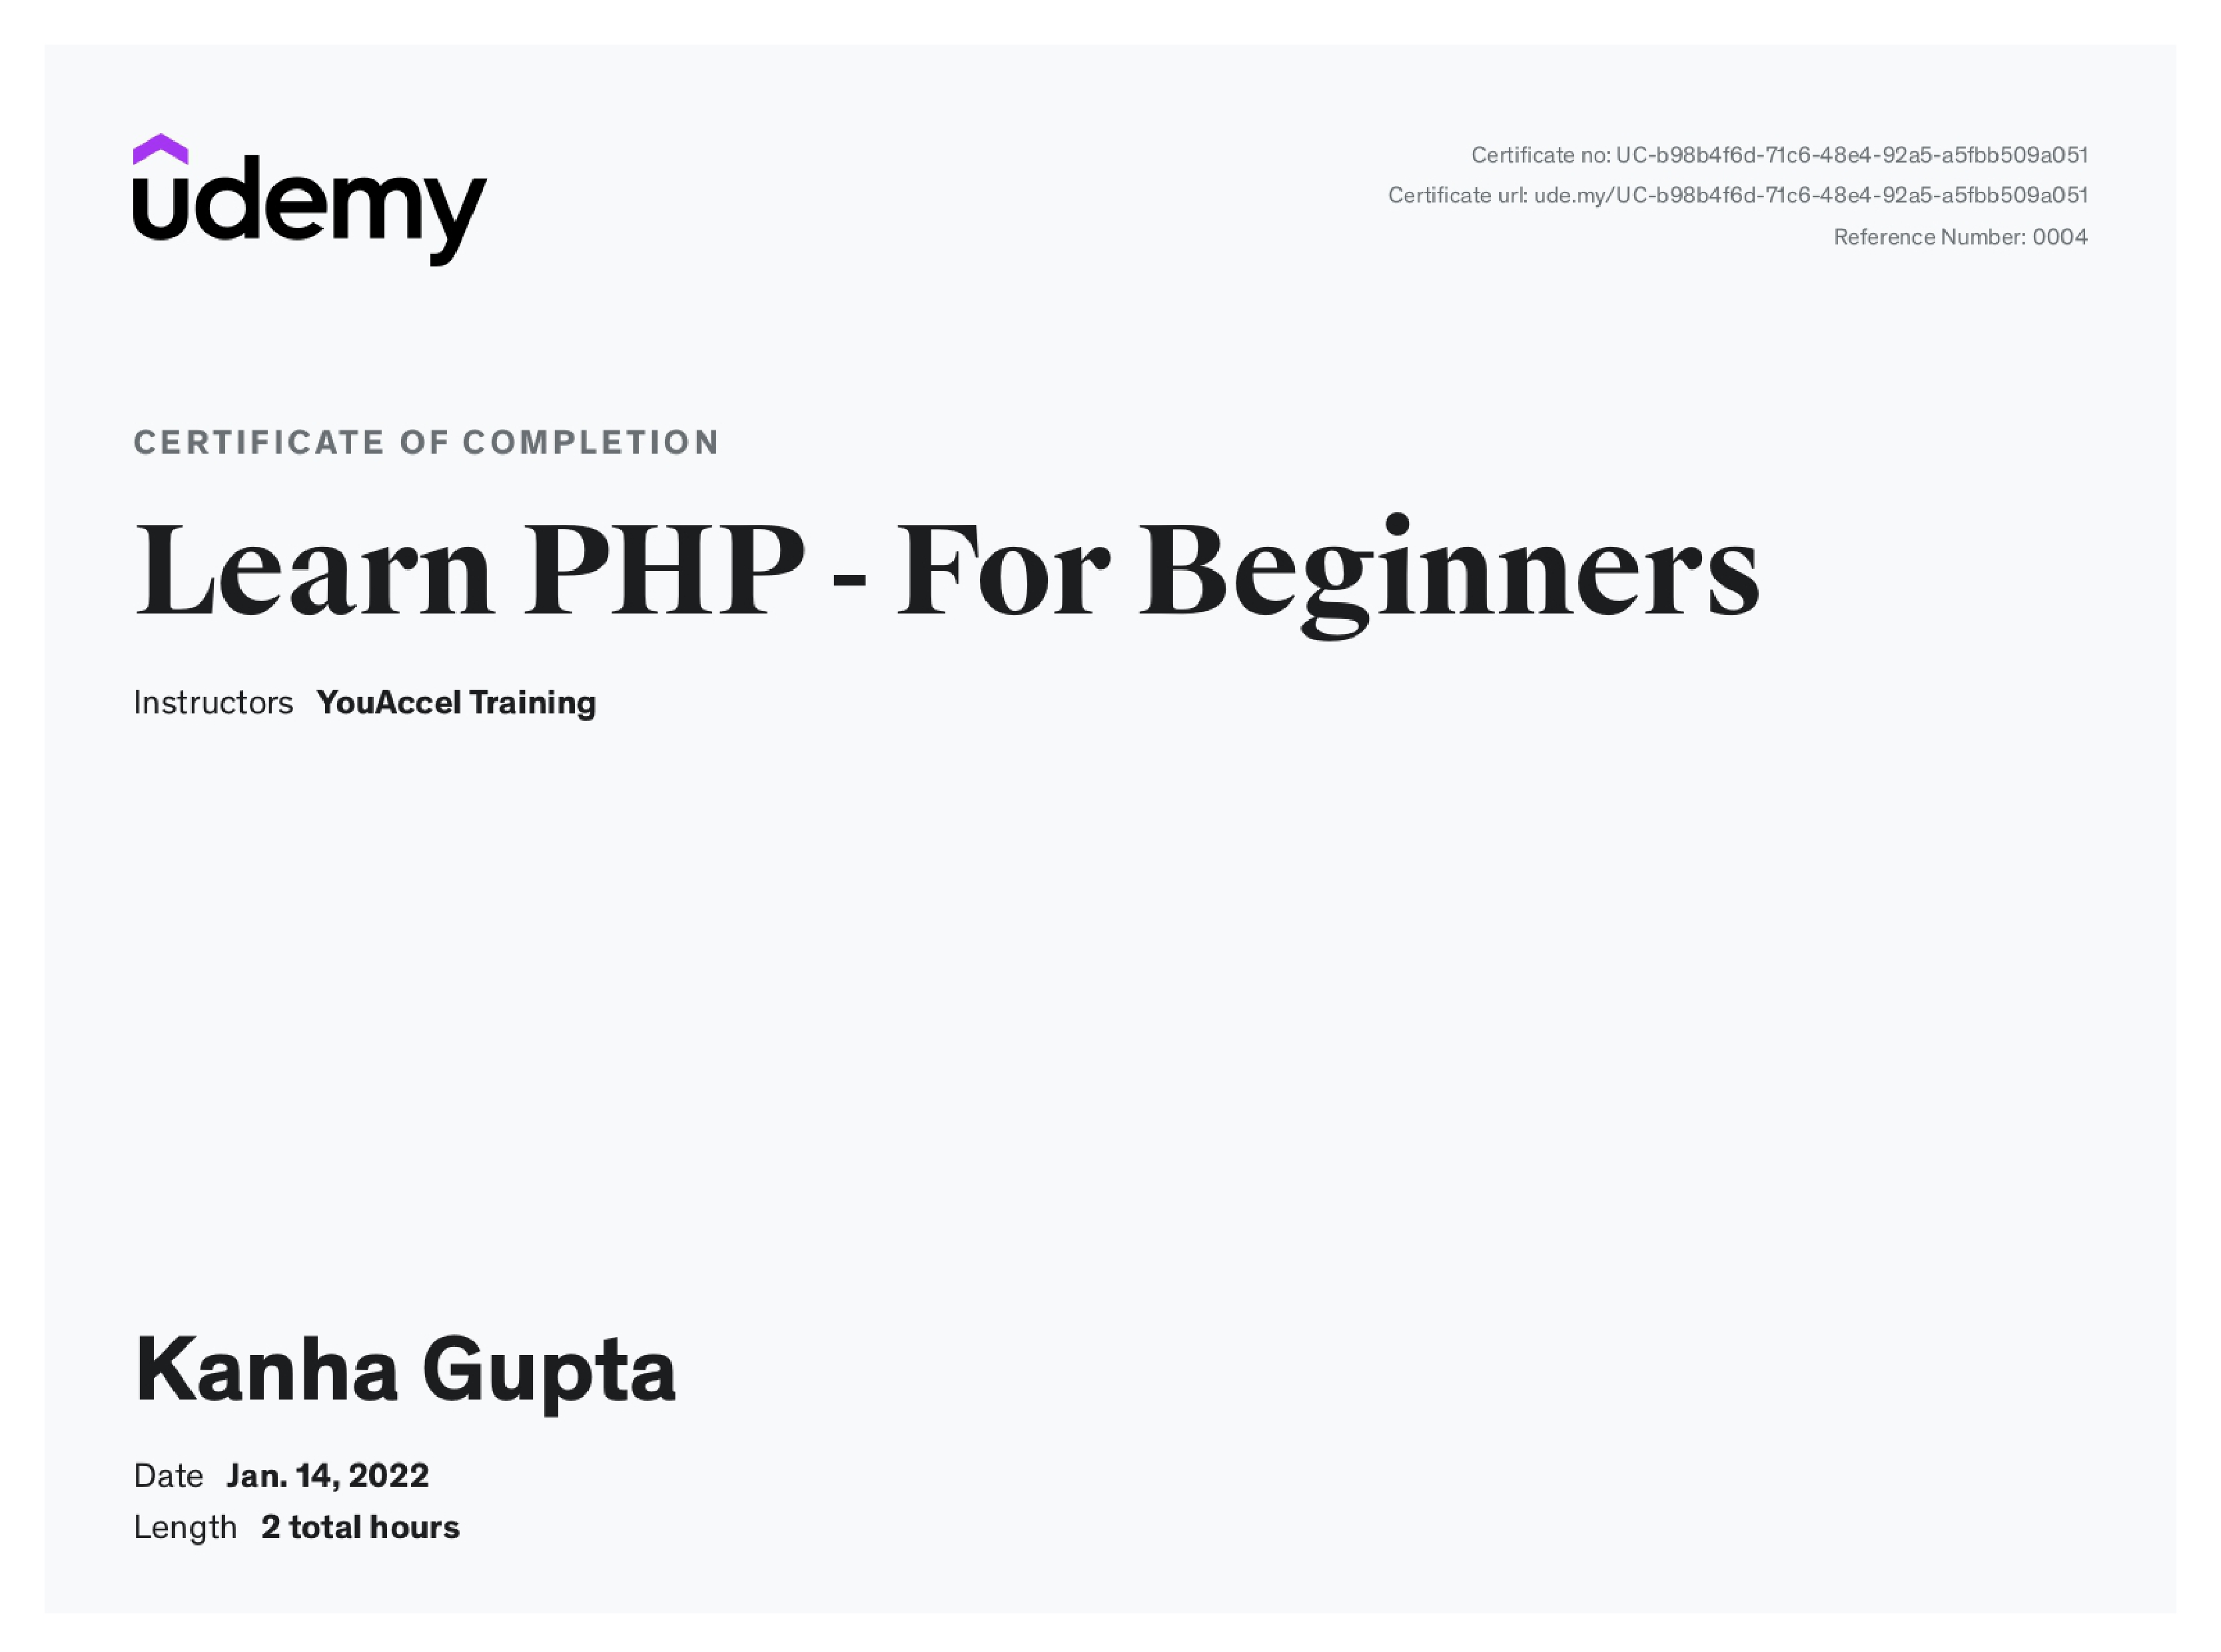 udemy
Certificate no: UC-b98b4f6d-71c6-48e4-92a5-a5fbb509a051
Certificate url: ude.my/UC-b98b4f6d-71c6-48e4-92a5-a5fbb509a051
Reference Number: 0004
CERTIFICATE OF COMPLETION
Learn PHP - For Beginners
Instructors YouAccel Training
Kanha Gupta
Date Jan. 14, 2022
Length 2 total hours